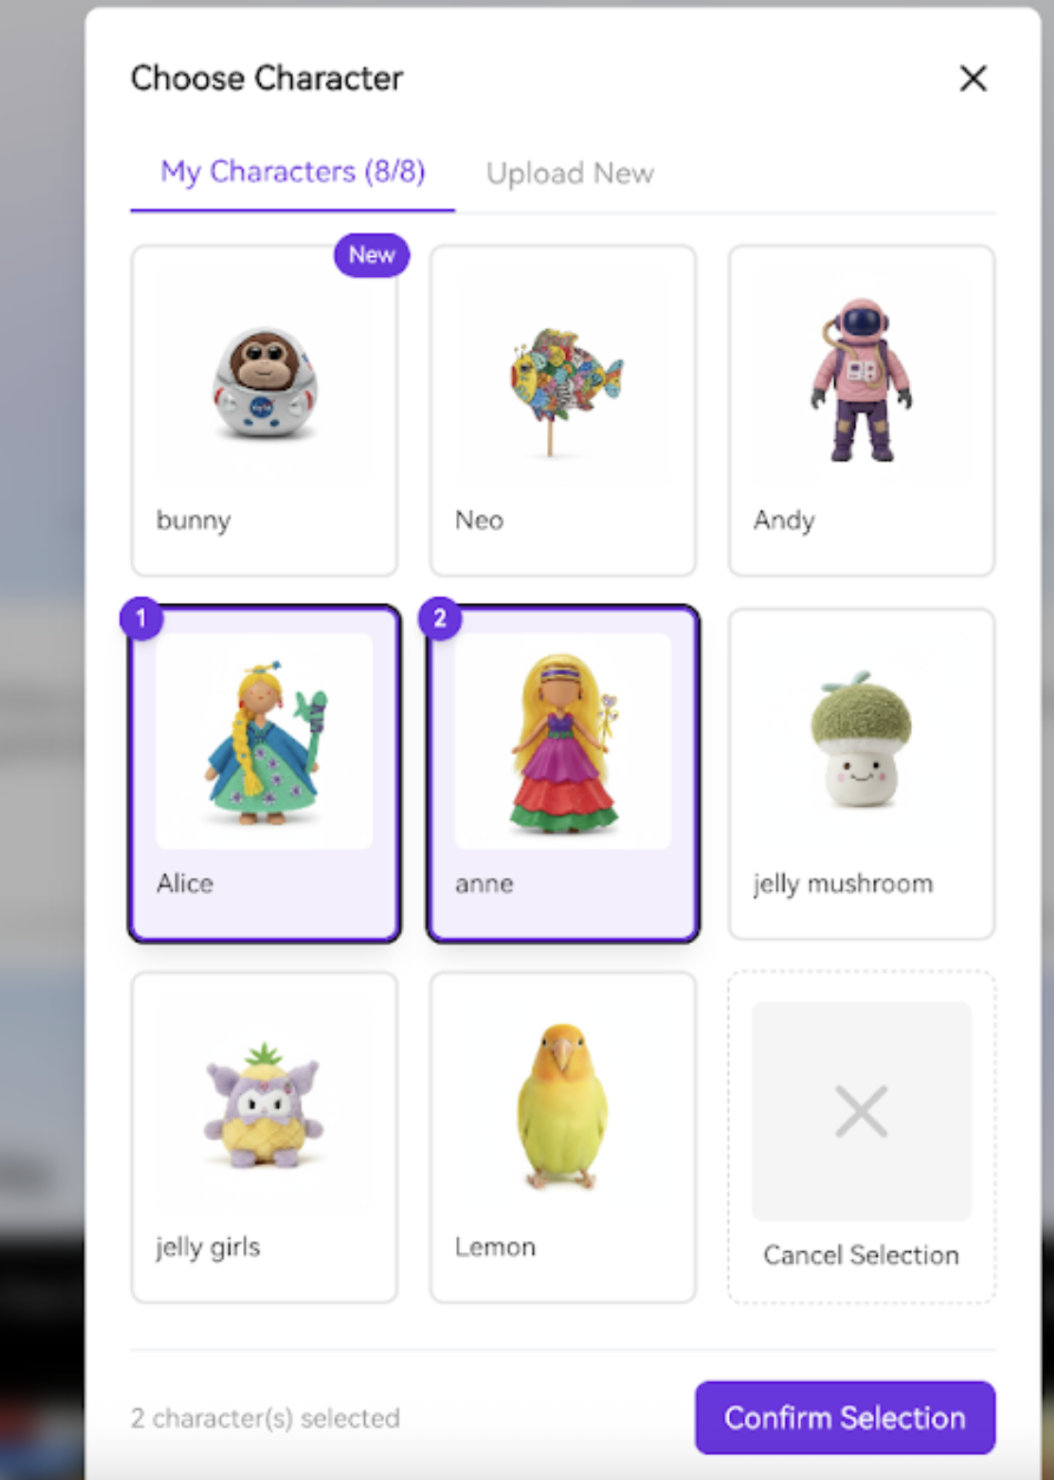 Choose Character
My Characters (8/8)
Upload New
New
bunny
Neo
Andy
1
2
Alice
anne
jelly mushroom
jelly girls
Lemon
Cancel Selection
2 character(s) selected
Confirm Selection